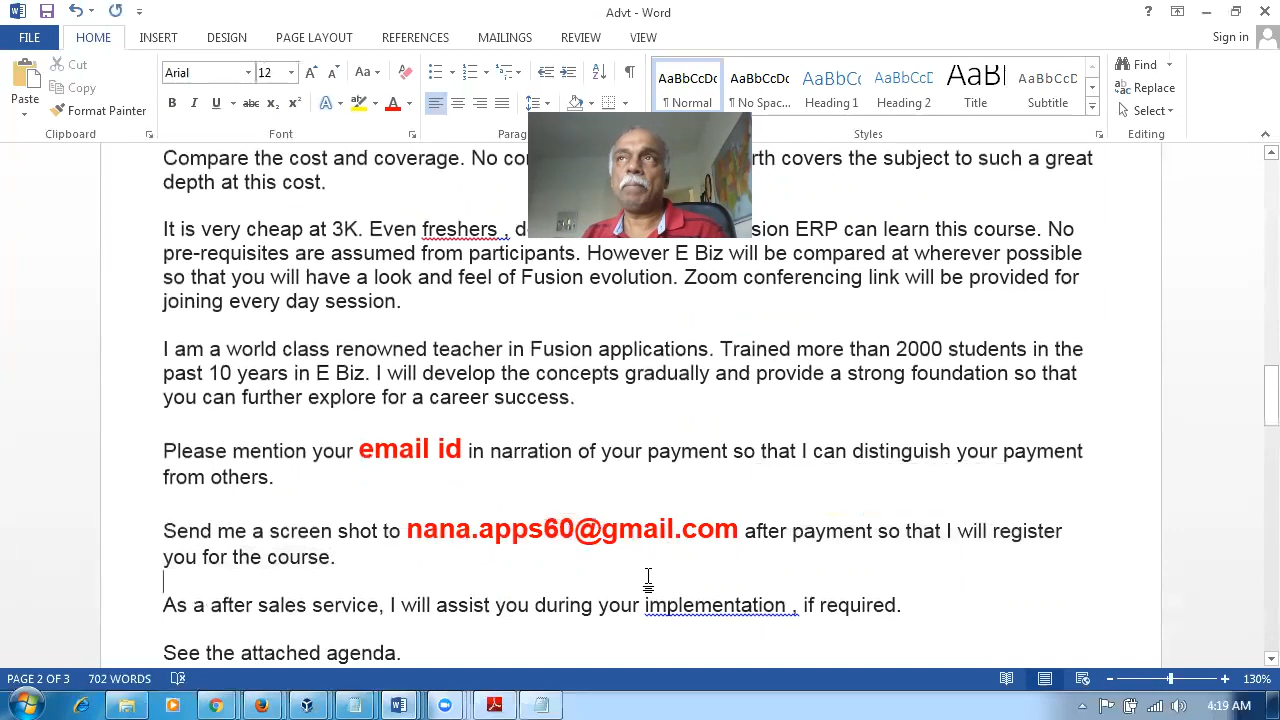 Advt - Word
FILE HOME INSERT DESIGN PAGE LAYOUT REFERENCES MAILINGS REVIEW VIEW Sign in
Paste
Cut
Copy
Format Painter
Clipboard
Arial 12
Font
AaBbCcDc AaBbCcDc AaBbCc AaBbCcD AaB AaBbCcD
¶ Normal ¶ No Spac... Heading 1 Heading 2 Title Subtitle
Styles
Find
Replace
Select
Editing
Compare the cost and coverage. No covers the subject to such a great
depth at this cost.
It is very cheap at 3K. Even freshers , ERP can learn this course. No
pre-requisites are assumed from participants. However E Biz will be compared at wherever possible
so that you will have a look and feel of Fusion evolution. Zoom conferencing link will be provided for
joining every day session.
I am a world class renowned teacher in Fusion applications. Trained more than 2000 students in the
past 10 years in E Biz. I will develop the concepts gradually and provide a strong foundation so that
you can further explore for a career success.
Please mention your email id in narration of your payment so that I can distinguish your payment
from others.
Send me a screen shot to nana.apps60@gmail.com after payment so that I will register
you for the course.
As a after sales service, I will assist you during your implementation , if required.
See the attached agenda.
PAGE 2 OF 3 702 WORDS 130%
4:19 AM